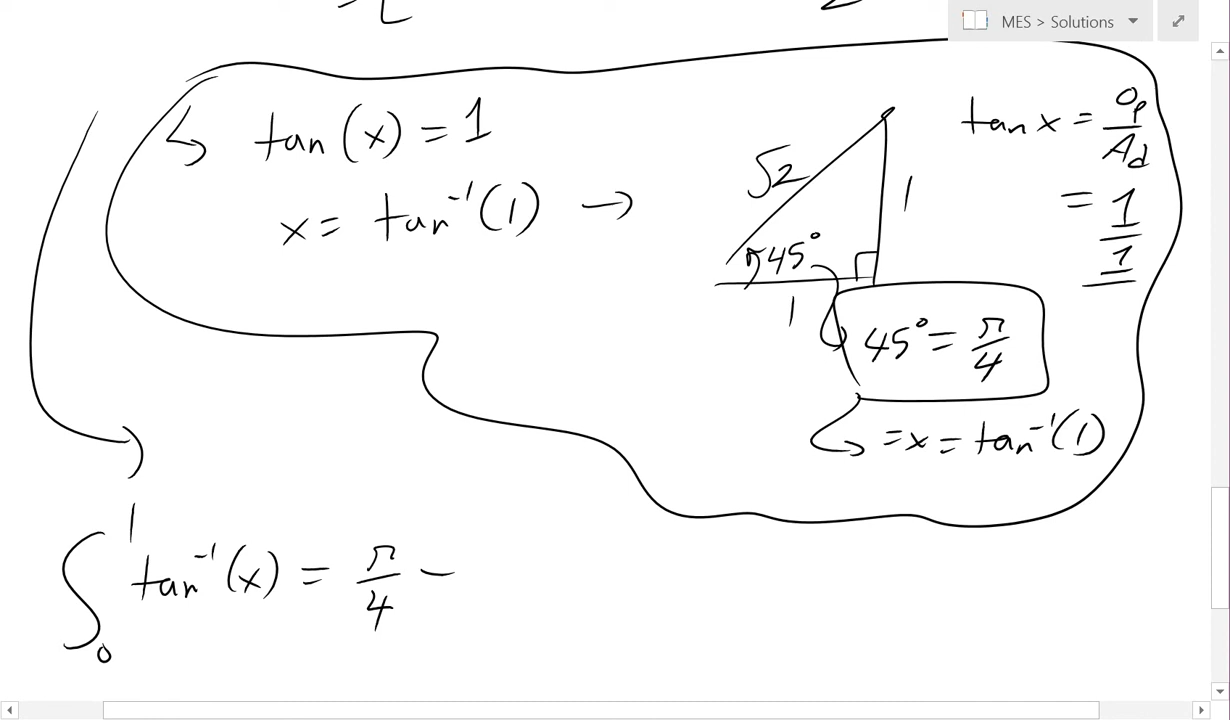 MES > Solutions
tan(x) = 1
x = tan⁻¹(1) →
√2
1
45°
1
tan x = Op/Ad
= 1/1
45° = π/4
= x = tan⁻¹(1)
∫₀¹ tan⁻¹(x) = π/4 −